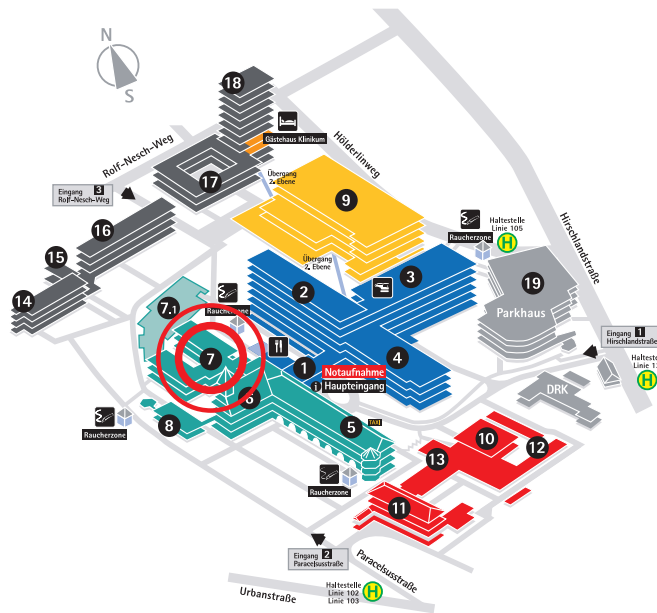 N
S
18
Gästehaus Klinikum
Rolf-Nesch-Weg
Hölderlinweg
Eingang 3
Rolf-Nesch-Weg
17
Übergang
2. Ebene
9
Raucherzone
Haltestelle
Linie 105
H
Hirschlandstraße
16
15
14
Übergang
2. Ebene
3
2
19
Parkhaus
7.1
Raucherzone
7
1
4
Notaufnahme
i Haupteingang
Eingang 1
Hirschlandstraße
Haltest
H
DRK
6
8
Raucherzone
5
TAXI
10
12
13
Raucherzone
11
Eingang 2
Paracelsusstraße
Paracelsusstraße
Urbanstraße
Haltestelle
Linie 102
Linie 103
H